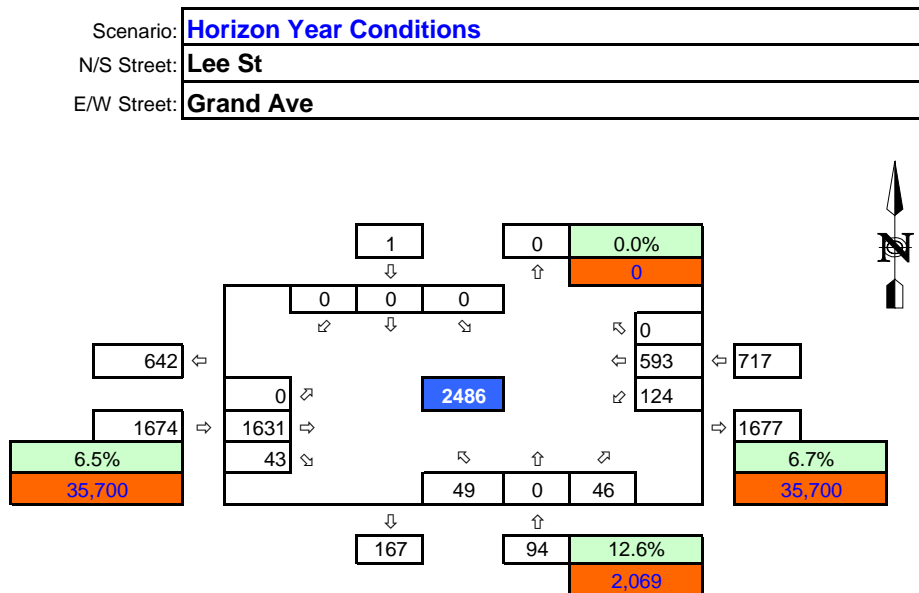 Scenario: Horizon Year Conditions
N/S Street: Lee St
E/W Street: Grand Ave
N
1 0 0.0%
⇩ ⇧ 0
0 0 0
⬃ ⇩ ⬂ ⬁ 0
642 ⇦ ⇦ 593 ⇦ 717
0 ⬀ 2486 ⬃ 124
1674 ⇨ 1631 ⇨ ⇨ 1677
6.5% 43 ⬂ ⬁ ⇧ ⬀ 6.7%
35,700 49 0 46 35,700
⇩ ⇧
167 94 12.6%
2,069